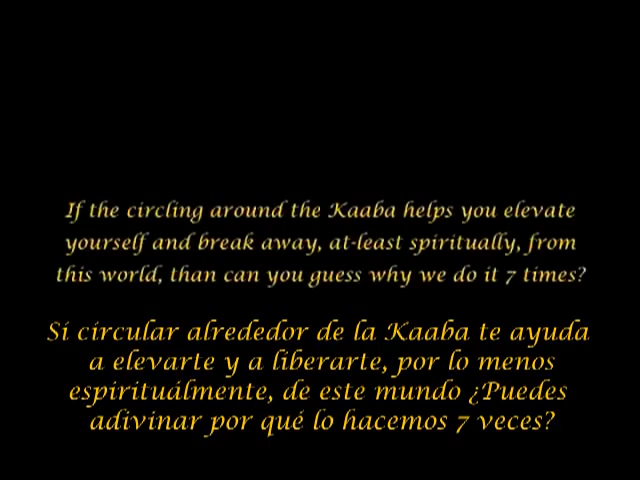 If the circling around the Kaaba helps you elevate
yourself and break away, at-least spiritually, from
this world, than can you guess why we do it 7 times?
Si circular alrededor de la Kaaba te ayuda
a elevarte y a liberarte, por lo menos
espirituálmente, de este mundo ¿Puedes
adivinar por qué lo hacemos 7 veces?